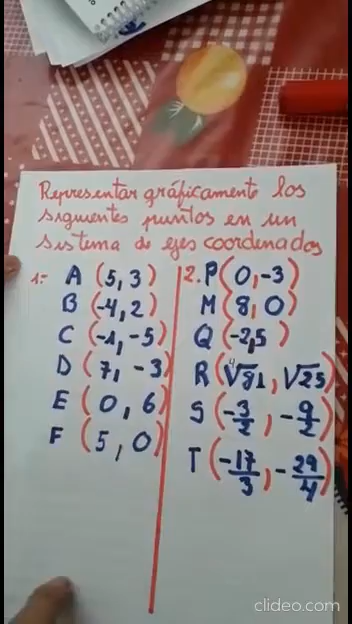 Representar gráficamente los
siguientes puntos en un
sistema de ejes coordenados
1:- A (5, 3)
B (-4, 2)
C (-1, -5)
D (7, -3)
E (0, 6)
F (5, 0)
2. P(0, -3)
M (8, 0)
Q (-2,5)
R (∜81, √25)
S (-3/2, -9/2)
T (-17/3, -29/4)
clideo.com